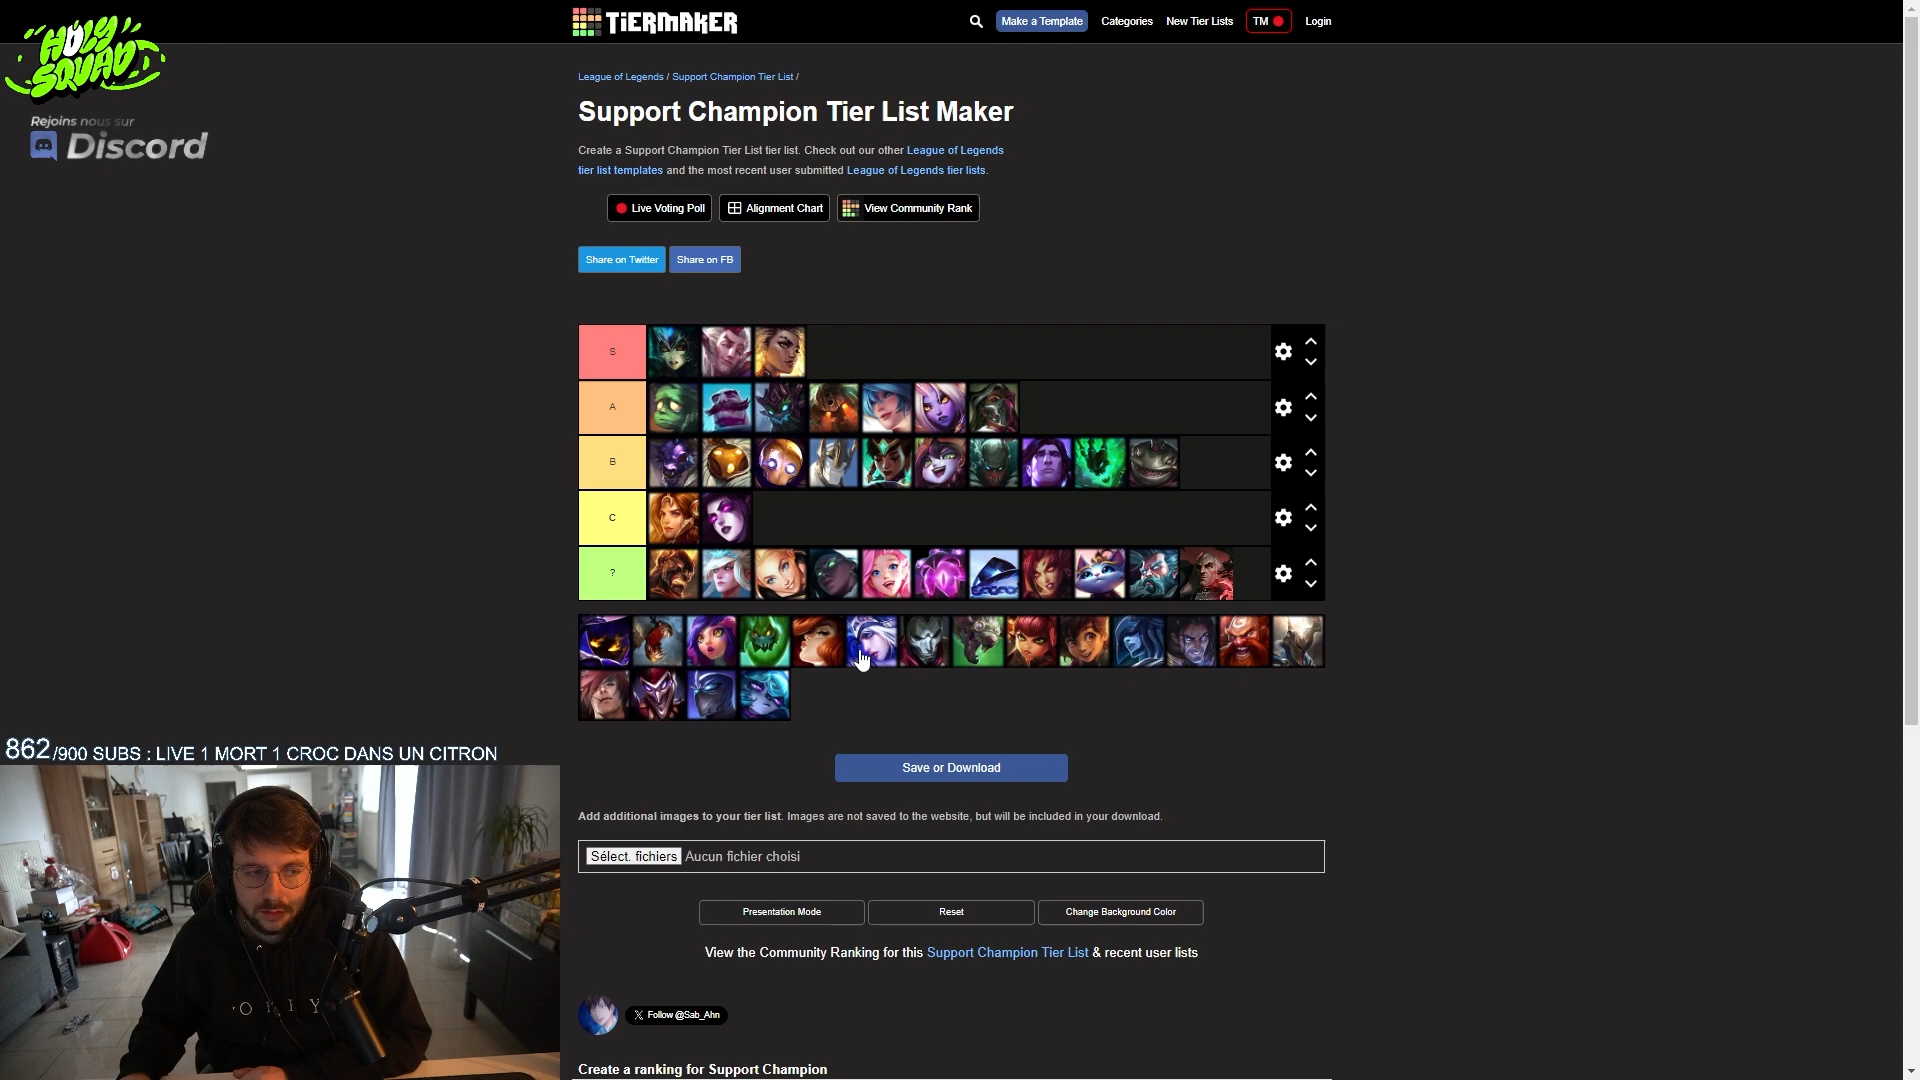 HOLY
SQUAD
Rejoins nous sur
Discord
TiERMAKER
Make a Template
Categories
New Tier Lists
TM
Login
League of Legends / Support Champion Tier List /
Support Champion Tier List Maker
Create a Support Champion Tier List tier list. Check out our other League of Legends
tier list templates and the most recent user submitted League of Legends tier lists.
Live Voting Poll
Alignment Chart
View Community Rank
Share on Twitter
Share on FB
S
A
B
C
?
862/900 SUBS : LIVE 1 MORT 1 CROC DANS UN CITRON
Save or Download
Add additional images to your tier list. Images are not saved to the website, but will be included in your download.
Sélect. fichiers Aucun fichier choisi
Presentation Mode
Reset
Change Background Color
View the Community Ranking for this Support Champion Tier List & recent user lists
X Follow @Sab_Ahn
Create a ranking for Support Champion